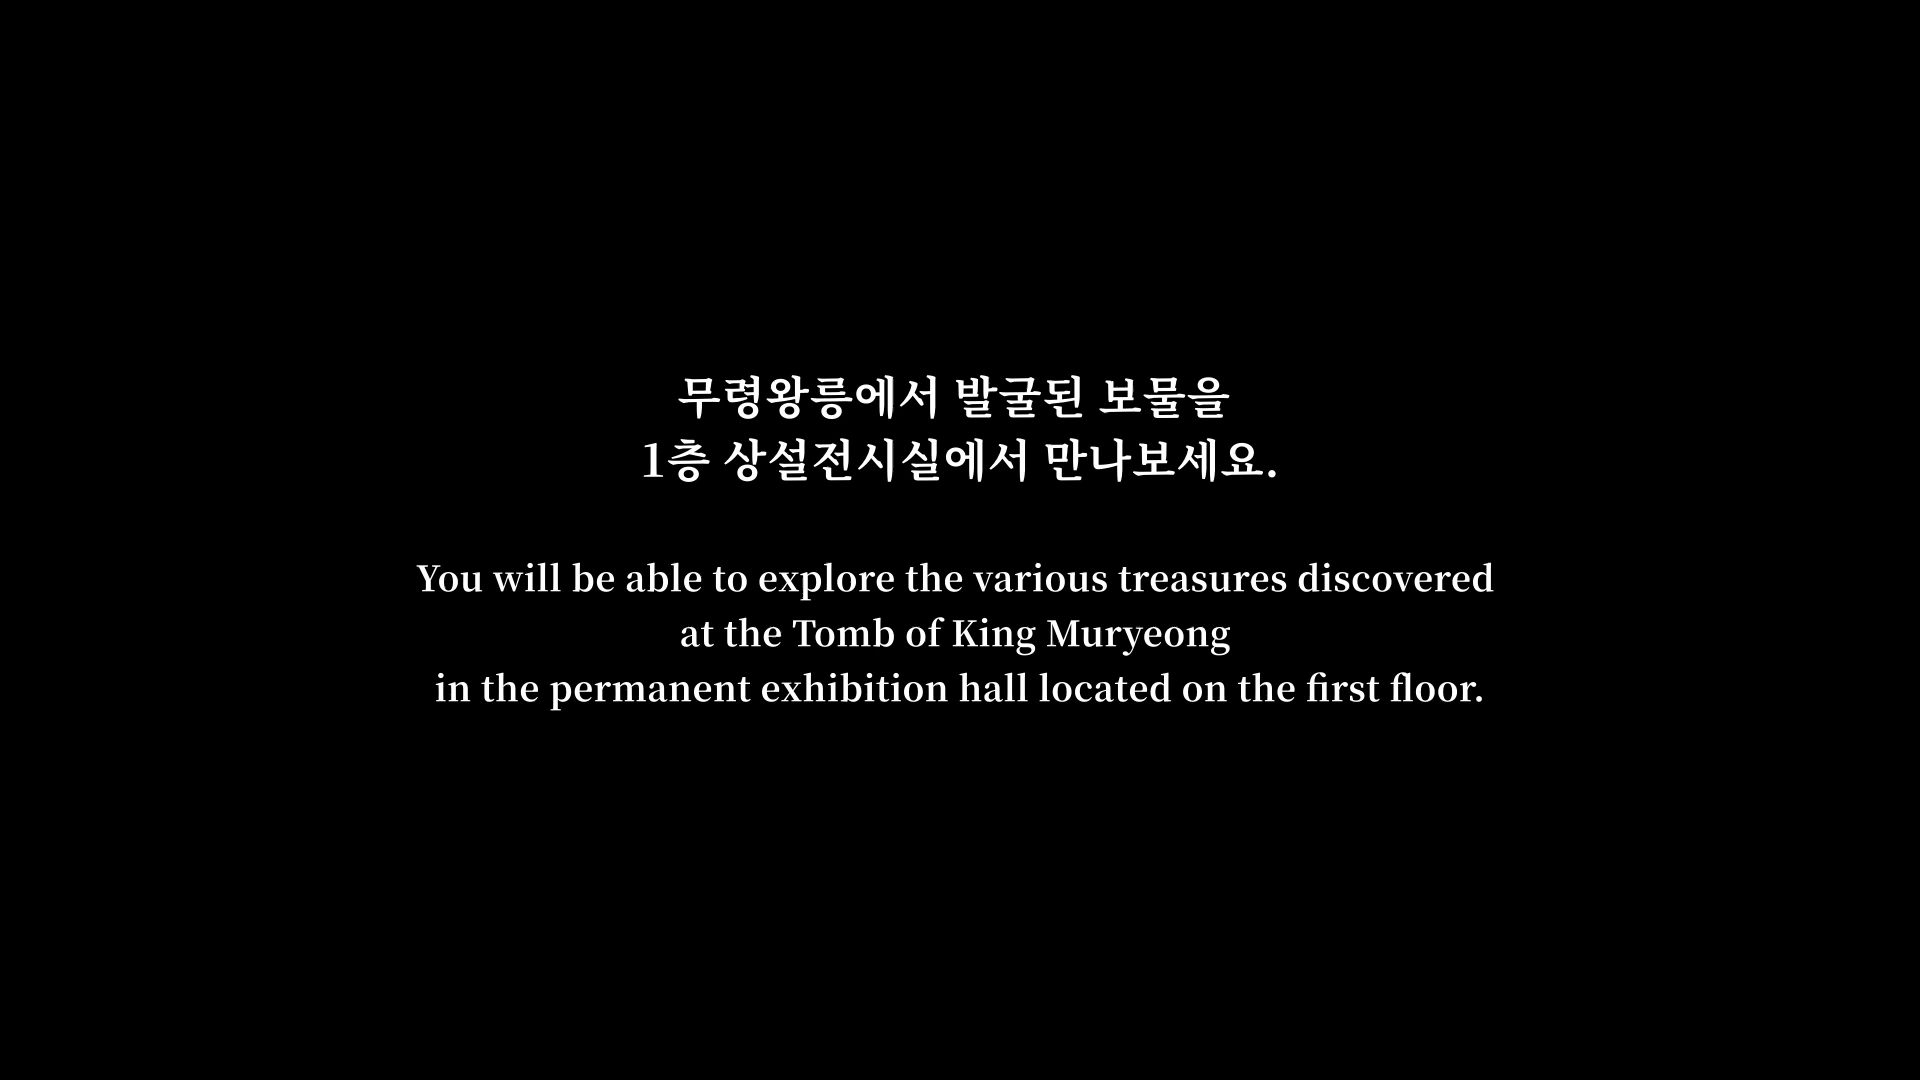 무령왕릉에서 발굴된 보물을
1층 상설전시실에서 만나보세요.
You will be able to explore the various treasures discovered
at the Tomb of King Muryeong
in the permanent exhibition hall located on the first floor.